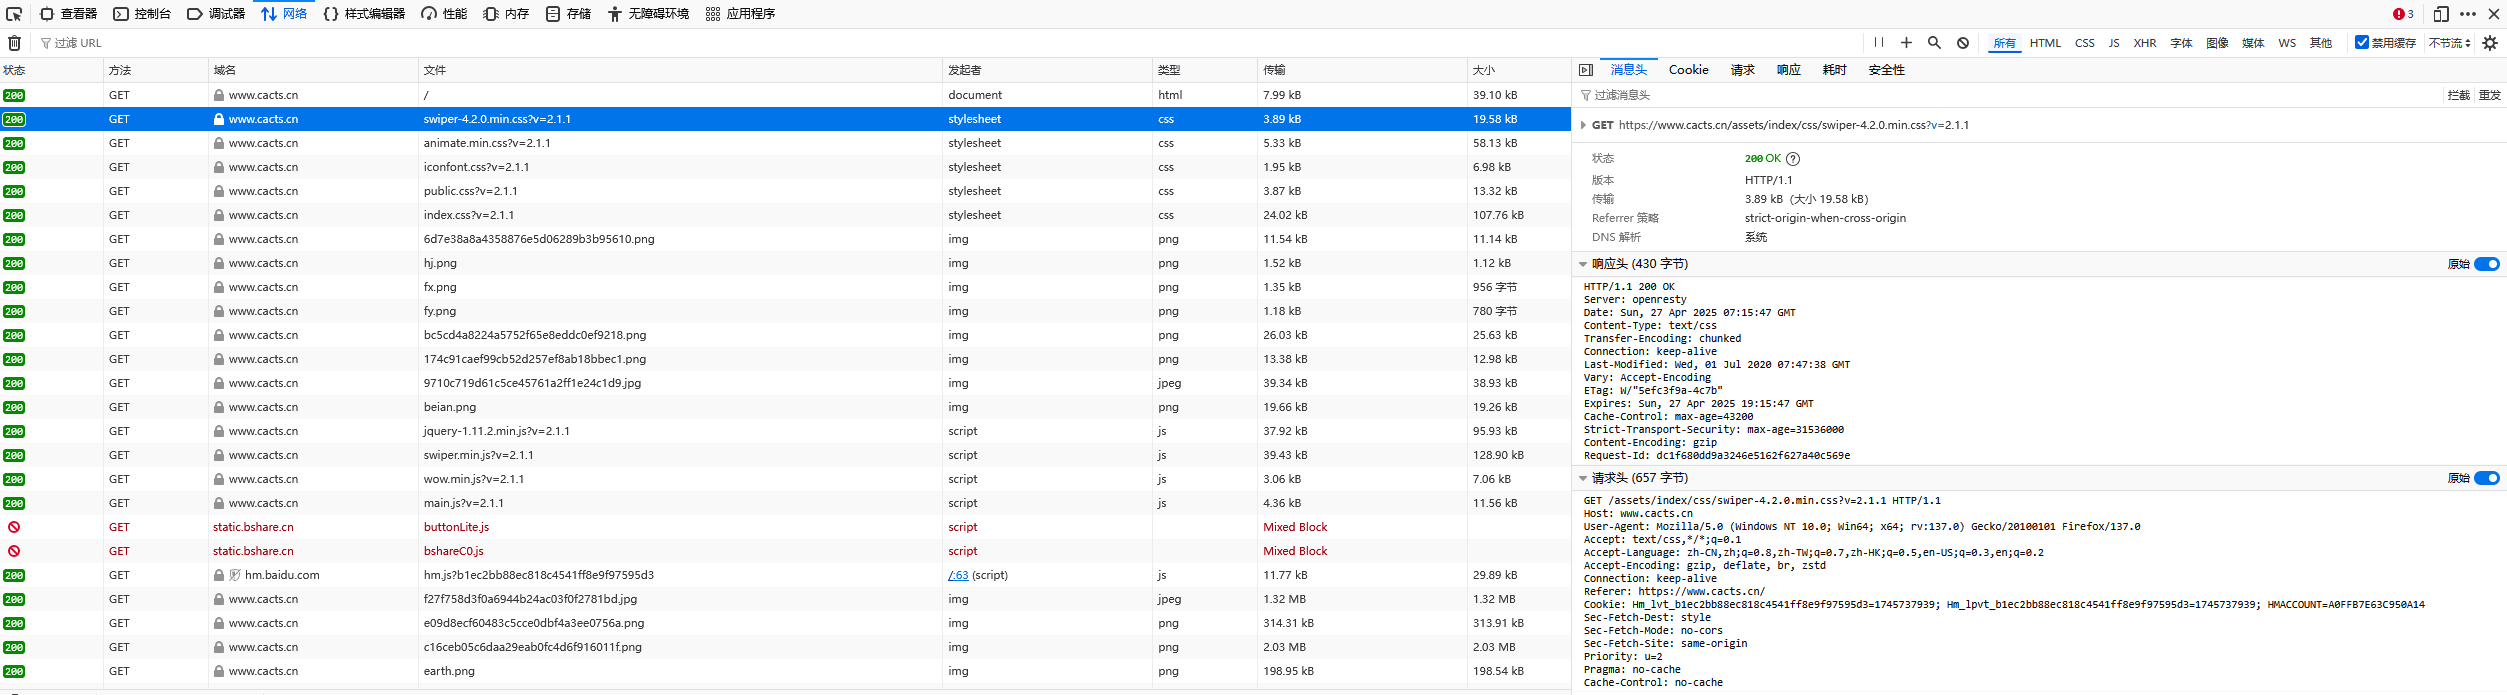 查看器 控制台 调试器 网络 样式编辑器 性能 内存 存储 无障碍环境 应用程序 3
过滤 URL 所有 HTML CSS JS XHR 字体 图像 媒体 WS 其他 禁用缓存 不节流
状态 方法 域名 文件 发起者 类型 传输 大小
200 GET www.cacts.cn / document html 7.99 kB 39.10 kB
200 GET www.cacts.cn swiper-4.2.0.min.css?v=2.1.1 stylesheet css 3.89 kB 19.58 kB
200 GET www.cacts.cn animate.min.css?v=2.1.1 stylesheet css 5.33 kB 58.13 kB
200 GET www.cacts.cn iconfont.css?v=2.1.1 stylesheet css 1.95 kB 6.98 kB
200 GET www.cacts.cn public.css?v=2.1.1 stylesheet css 3.87 kB 13.32 kB
200 GET www.cacts.cn index.css?v=2.1.1 stylesheet css 24.02 kB 107.76 kB
200 GET www.cacts.cn 6d7e38a8a4358876e5d06289b3b95610.png img png 11.54 kB 11.14 kB
200 GET www.cacts.cn hj.png img png 1.52 kB 1.12 kB
200 GET www.cacts.cn fx.png img png 1.35 kB 956 字节
200 GET www.cacts.cn fy.png img png 1.18 kB 780 字节
200 GET www.cacts.cn bc5cd4a8224a5752f65e8eddc0ef9218.png img png 26.03 kB 25.63 kB
200 GET www.cacts.cn 174c91caef99cb52d257ef8ab18bbec1.png img png 13.38 kB 12.98 kB
200 GET www.cacts.cn 9710c719d61c5ce45761a2ff1e24c1d9.jpg img jpeg 39.34 kB 38.93 kB
200 GET www.cacts.cn beian.png img png 19.66 kB 19.26 kB
200 GET www.cacts.cn jquery-1.11.2.min.js?v=2.1.1 script js 37.92 kB 95.93 kB
200 GET www.cacts.cn swiper.min.js?v=2.1.1 script js 39.43 kB 128.90 kB
200 GET www.cacts.cn wow.min.js?v=2.1.1 script js 3.06 kB 7.06 kB
200 GET www.cacts.cn main.js?v=2.1.1 script js 4.36 kB 11.56 kB
GET static.bshare.cn buttonLite.js script Mixed Block
GET static.bshare.cn bshareC0.js script Mixed Block
200 GET hm.baidu.com hm.js?b1ec2bb88ec818c4541ff8e9f97595d3 /:63 (script) js 11.77 kB 29.89 kB
200 GET www.cacts.cn f27f758d3f0a6944b24ac03f0f2781bd.jpg img jpeg 1.32 MB 1.32 MB
200 GET www.cacts.cn e09d8ecf60483c5cce0dbf4a3ee0756a.png img png 314.31 kB 313.91 kB
200 GET www.cacts.cn c16ceb05c6daa29eab0fc4d6f916011f.png img png 2.03 MB 2.03 MB
200 GET www.cacts.cn earth.png img png 198.95 kB 198.54 kB
消息头 Cookie 请求 响应 耗时 安全性
过滤消息头 拦截 重发
GET https://www.cacts.cn/assets/index/css/swiper-4.2.0.min.css?v=2.1.1
状态 200 OK ?
版本 HTTP/1.1
传输 3.89 kB (大小 19.58 kB)
Referrer 策略 strict-origin-when-cross-origin
DNS 解析 系统
响应头 (430 字节) 原始
HTTP/1.1 200 OK
Server: openresty
Date: Sun, 27 Apr 2025 07:15:47 GMT
Content-Type: text/css
Transfer-Encoding: chunked
Connection: keep-alive
Last-Modified: Wed, 01 Jul 2020 07:47:38 GMT
Vary: Accept-Encoding
ETag: W/"5efc3f9a-4c7b"
Expires: Sun, 27 Apr 2025 19:15:47 GMT
Cache-Control: max-age=43200
Strict-Transport-Security: max-age=31536000
Content-Encoding: gzip
Request-Id: dc1f680dd9a3246e5162f627a40c569e
请求头 (657 字节) 原始
GET /assets/index/css/swiper-4.2.0.min.css?v=2.1.1 HTTP/1.1
Host: www.cacts.cn
User-Agent: Mozilla/5.0 (Windows NT 10.0; Win64; x64; rv:137.0) Gecko/20100101 Firefox/137.0
Accept: text/css,*/*;q=0.1
Accept-Language: zh-CN,zh;q=0.8,zh-TW;q=0.7,zh-HK;q=0.5,en-US;q=0.3,en;q=0.2
Accept-Encoding: gzip, deflate, br, zstd
Connection: keep-alive
Referer: https://www.cacts.cn/
Cookie: Hm_lvt_b1ec2bb88ec818c4541ff8e9f97595d3=1745737939; Hm_lpvt_b1ec2bb88ec818c4541ff8e9f97595d3=1745737939; HMACCOUNT=A0FFB7E63C950A14
Sec-Fetch-Dest: style
Sec-Fetch-Mode: no-cors
Sec-Fetch-Site: same-origin
Priority: u=2
Pragma: no-cache
Cache-Control: no-cache